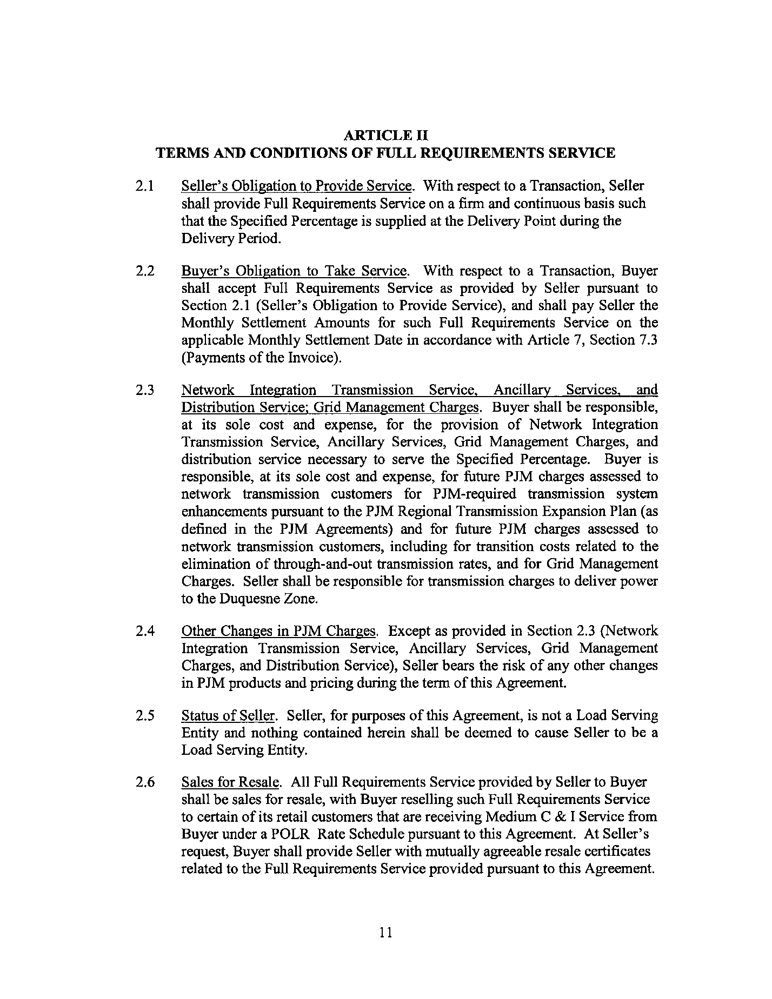 ARTICLE II
TERMS AND CONDITIONS OF FULL REQUIREMENTS SERVICE
2.1 Seller's Obligation to Provide Service. With respect to a Transaction, Seller
shall provide Full Requirements Service on a firm and continuous basis such
that the Specified Percentage is supplied at the Delivery Point during the
Delivery Period.
2.2 Buyer's Obligation to Take Service. With respect to a Transaction, Buyer
shall accept Full Requirements Service as provided by Seller pursuant to
Section 2.1 (Seller's Obligation to Provide Service), and shall pay Seller the
Monthly Settlement Amounts for such Full Requirements Service on the
applicable Monthly Settlement Date in accordance with Article 7, Section 7.3
(Payments of the Invoice).
2.3 Network Integration Transmission Service, Ancillary Services, and
Distribution Service; Grid Management Charges. Buyer shall be responsible,
at its sole cost and expense, for the provision of Network Integration
Transmission Service, Ancillary Services, Grid Management Charges, and
distribution service necessary to serve the Specified Percentage. Buyer is
responsible, at its sole cost and expense, for future PJM charges assessed to
network transmission customers for PJM-required transmission system
enhancements pursuant to the PJM Regional Transmission Expansion Plan (as
defined in the PJM Agreements) and for future PJM charges assessed to
network transmission customers, including for transition costs related to the
elimination of through-and-out transmission rates, and for Grid Management
Charges. Seller shall be responsible for transmission charges to deliver power
to the Duquesne Zone.
2.4 Other Changes in PJM Charges. Except as provided in Section 2.3 (Network
Integration Transmission Service, Ancillary Services, Grid Management
Charges, and Distribution Service), Seller bears the risk of any other changes
in PJM products and pricing during the term of this Agreement.
2.5 Status of Seller. Seller, for purposes of this Agreement, is not a Load Serving
Entity and nothing contained herein shall be deemed to cause Seller to be a
Load Serving Entity.
2.6 Sales for Resale. All Full Requirements Service provided by Seller to Buyer
shall be sales for resale, with Buyer reselling such Full Requirements Service
to certain of its retail customers that are receiving Medium C & I Service from
Buyer under a POLR Rate Schedule pursuant to this Agreement. At Seller's
request, Buyer shall provide Seller with mutually agreeable resale certificates
related to the Full Requirements Service provided pursuant to this Agreement.
11